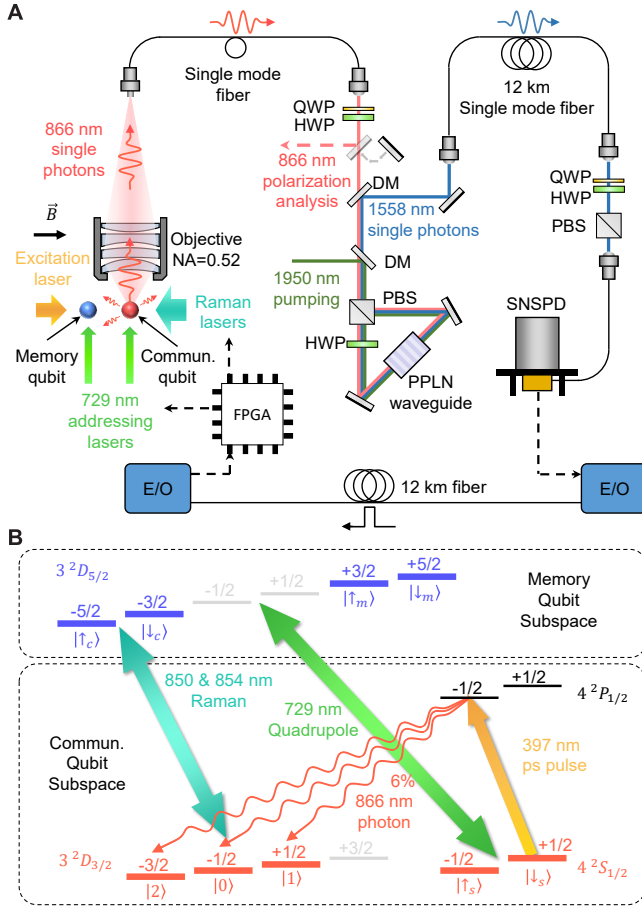 A
Single mode
fiber
12 km
Single mode fiber
866 nm
single
photons
QWP
HWP
866 nm
polarization
analysis
DM
1558 nm
single photons
QWP
HWP
PBS
B⃗
Objective
NA=0.52
Excitation
laser
Raman
lasers
1950 nm
pumping
DM
PBS
HWP
PPLN
waveguide
SNSPD
Memory
qubit
Commun.
qubit
729 nm
addressing
lasers
FPGA
E/O
12 km fiber
E/O
B
3 ²D₅/₂
-5/2
-3/2
-1/2
+1/2
+3/2
+5/2
|↑c⟩
|↓c⟩
|↑m⟩
|↓m⟩
Memory
Qubit
Subspace
850 & 854 nm
Raman
729 nm
Quadrupole
-1/2
+1/2
4 ²P₁/₂
Commun.
Qubit
Subspace
6%
866 nm
photon
397 nm
ps pulse
3 ²D₃/₂
-3/2
-1/2
+1/2
+3/2
-1/2
+1/2
|2⟩
|0⟩
|1⟩
|↑s⟩
|↓s⟩
4 ²S₁/₂